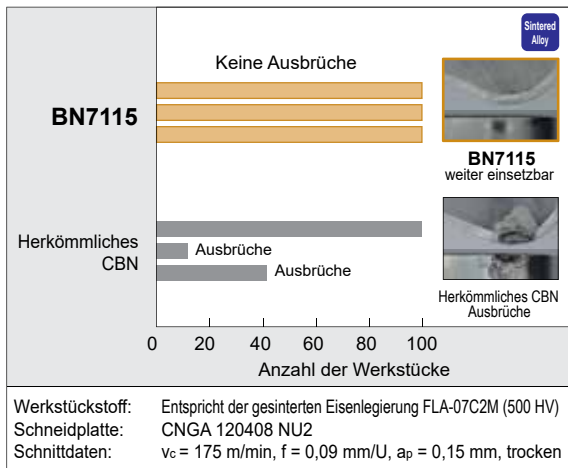 Sintered
Alloy
Keine Ausbrüche
BN7115
BN7115
weiter einsetzbar
Herkömmliches
CBN
Ausbrüche
Ausbrüche
Herkömmliches CBN
Ausbrüche
0 20 40 60 80 100
Anzahl der Werkstücke
Werkstückstoff: Entspricht der gesinterten Eisenlegierung FLA-07C2M (500 HV)
Schneidplatte: CNGA 120408 NU2
Schnittdaten: vc = 175 m/min, f = 0,09 mm/U, ap = 0,15 mm, trocken